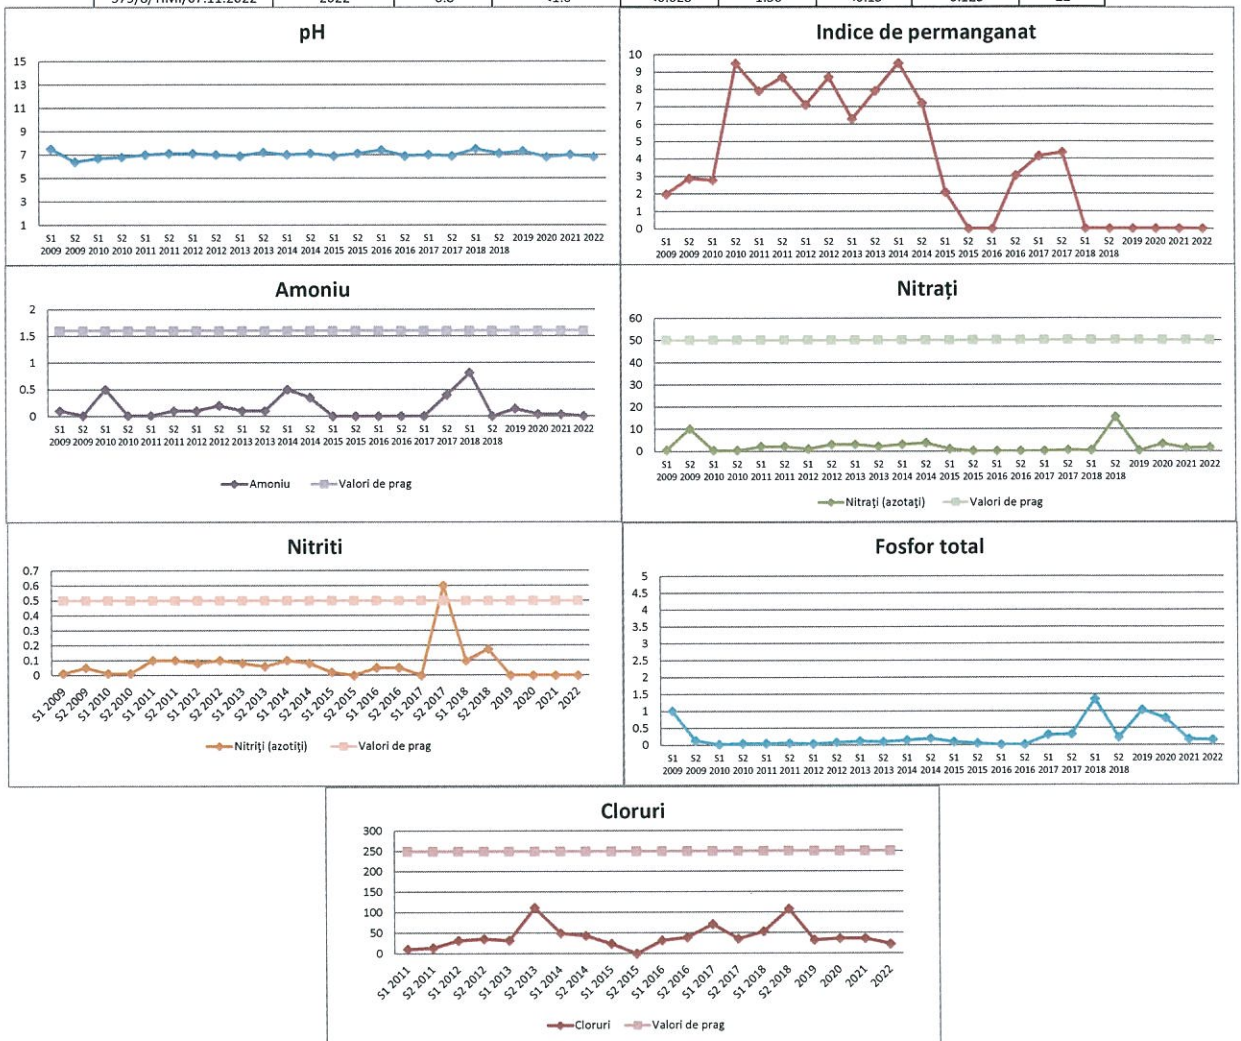 2022
pH
15
13
11
9
7
5
3
1
S1 S2 S1 S2 S1 S2 S1 S2 S1 S2 S1 S2 S1 S2 S1 S2 S1 S2 S1 S2 2019 2020 2021 2022
2009 2009 2010 2010 2011 2011 2012 2012 2013 2013 2014 2014 2015 2015 2016 2016 2017 2017 2018 2018
Indice de permanganat
10
9
8
7
6
5
4
3
2
1
0
S1 S2 S1 S2 S1 S2 S1 S2 S1 S2 S1 S2 S1 S2 S1 S2 S1 S2 S1 S2 2019 2020 2021 2022
2009 2009 2010 2010 2011 2011 2012 2012 2013 2013 2014 2014 2015 2015 2016 2016 2017 2017 2018 2018
Amoniu
2
1.5
1
0.5
0
S1 S2 S1 S2 S1 S2 S1 S2 S1 S2 S1 S2 S1 S2 S1 S2 S1 S2 S1 S2 2019 2020 2021 2022
2009 2009 2010 2010 2011 2011 2012 2012 2013 2013 2014 2014 2015 2015 2016 2016 2017 2017 2018 2018
Amoniu Valori de prag
Nitrați
60
50
40
30
20
10
0
S1 S2 S1 S2 S1 S2 S1 S2 S1 S2 S1 S2 S1 S2 S1 S2 S1 S2 S1 S2 2019 2020 2021 2022
2009 2009 2010 2010 2011 2011 2012 2012 2013 2013 2014 2014 2015 2015 2016 2016 2017 2017 2018 2018
Nitrați (azotați) Valori de prag
Nitriti
0.7
0.6
0.5
0.4
0.3
0.2
0.1
0
S1 2009 S2 2009 S1 2010 S2 2010 S1 2011 S2 2011 S1 2012 S2 2012 S1 2013 S2 2013 S1 2014 S2 2014 S1 2015 S2 2015 S1 2016 S2 2016 S1 2017 S2 2017 S1 2018 S2 2018 2019 2020 2021 2022
Nitriți (azotiți) Valori de prag
Fosfor total
5
4.5
4
3.5
3
2.5
2
1.5
1
0.5
0
S1 S2 S1 S2 S1 S2 S1 S2 S1 S2 S1 S2 S1 S2 S1 S2 S1 S2 S1 S2 2019 2020 2021 2022
2009 2009 2010 2010 2011 2011 2012 2012 2013 2013 2014 2014 2015 2015 2016 2016 2017 2017 2018 2018
Cloruri
300
250
200
150
100
50
0
S1 2011 S2 2011 S1 2012 S2 2012 S1 2013 S2 2013 S1 2014 S2 2014 S1 2015 S2 2015 S1 2016 S2 2016 S1 2017 S2 2017 S1 2018 S2 2018 2019 2020 2021 2022
Cloruri Valori de prag